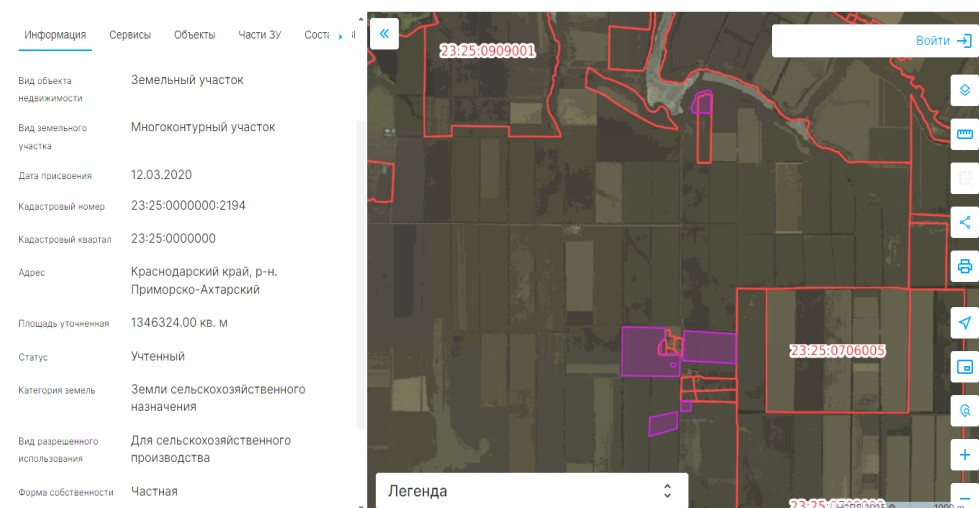 Информация Сервисы Объекты Части ЗУ
Вид объекта
недвижимости
Земельный участок
Вид земельного
участка
Многоконтурный участок
Дата присвоения
12.03.2020
Кадастровый номер
23:25:0000000:2194
Кадастровый квартал
23:25:0000000
Адрес
Краснодарский край, р-н.
Приморско-Ахтарский
Площадь уточненная
1346324.00 кв. м
Статус
Учтенный
Категория земель
Земли сельскохозяйственного
назначения
Вид разрешенного
использования
Для сельскохозяйственного
производства
Форма собственности
Частная
23:25:0909001
Войти
23:25:0706005
Легенда